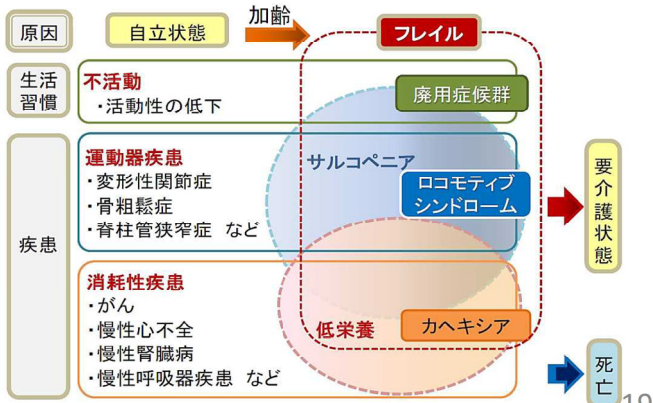 原因
自立状態
加齢
フレイル
生活
習慣
不活動
・活動性の低下
廃用症候群
疾患
運動器疾患
・変形性関節症
・骨粗鬆症
・脊柱管狭窄症 など
サルコペニア
ロコモティブ
シンドローム
要介護状態
消耗性疾患
・がん
・慢性心不全
・慢性腎臓病
・慢性呼吸器疾患 など
低栄養
カヘキシア
死亡
19